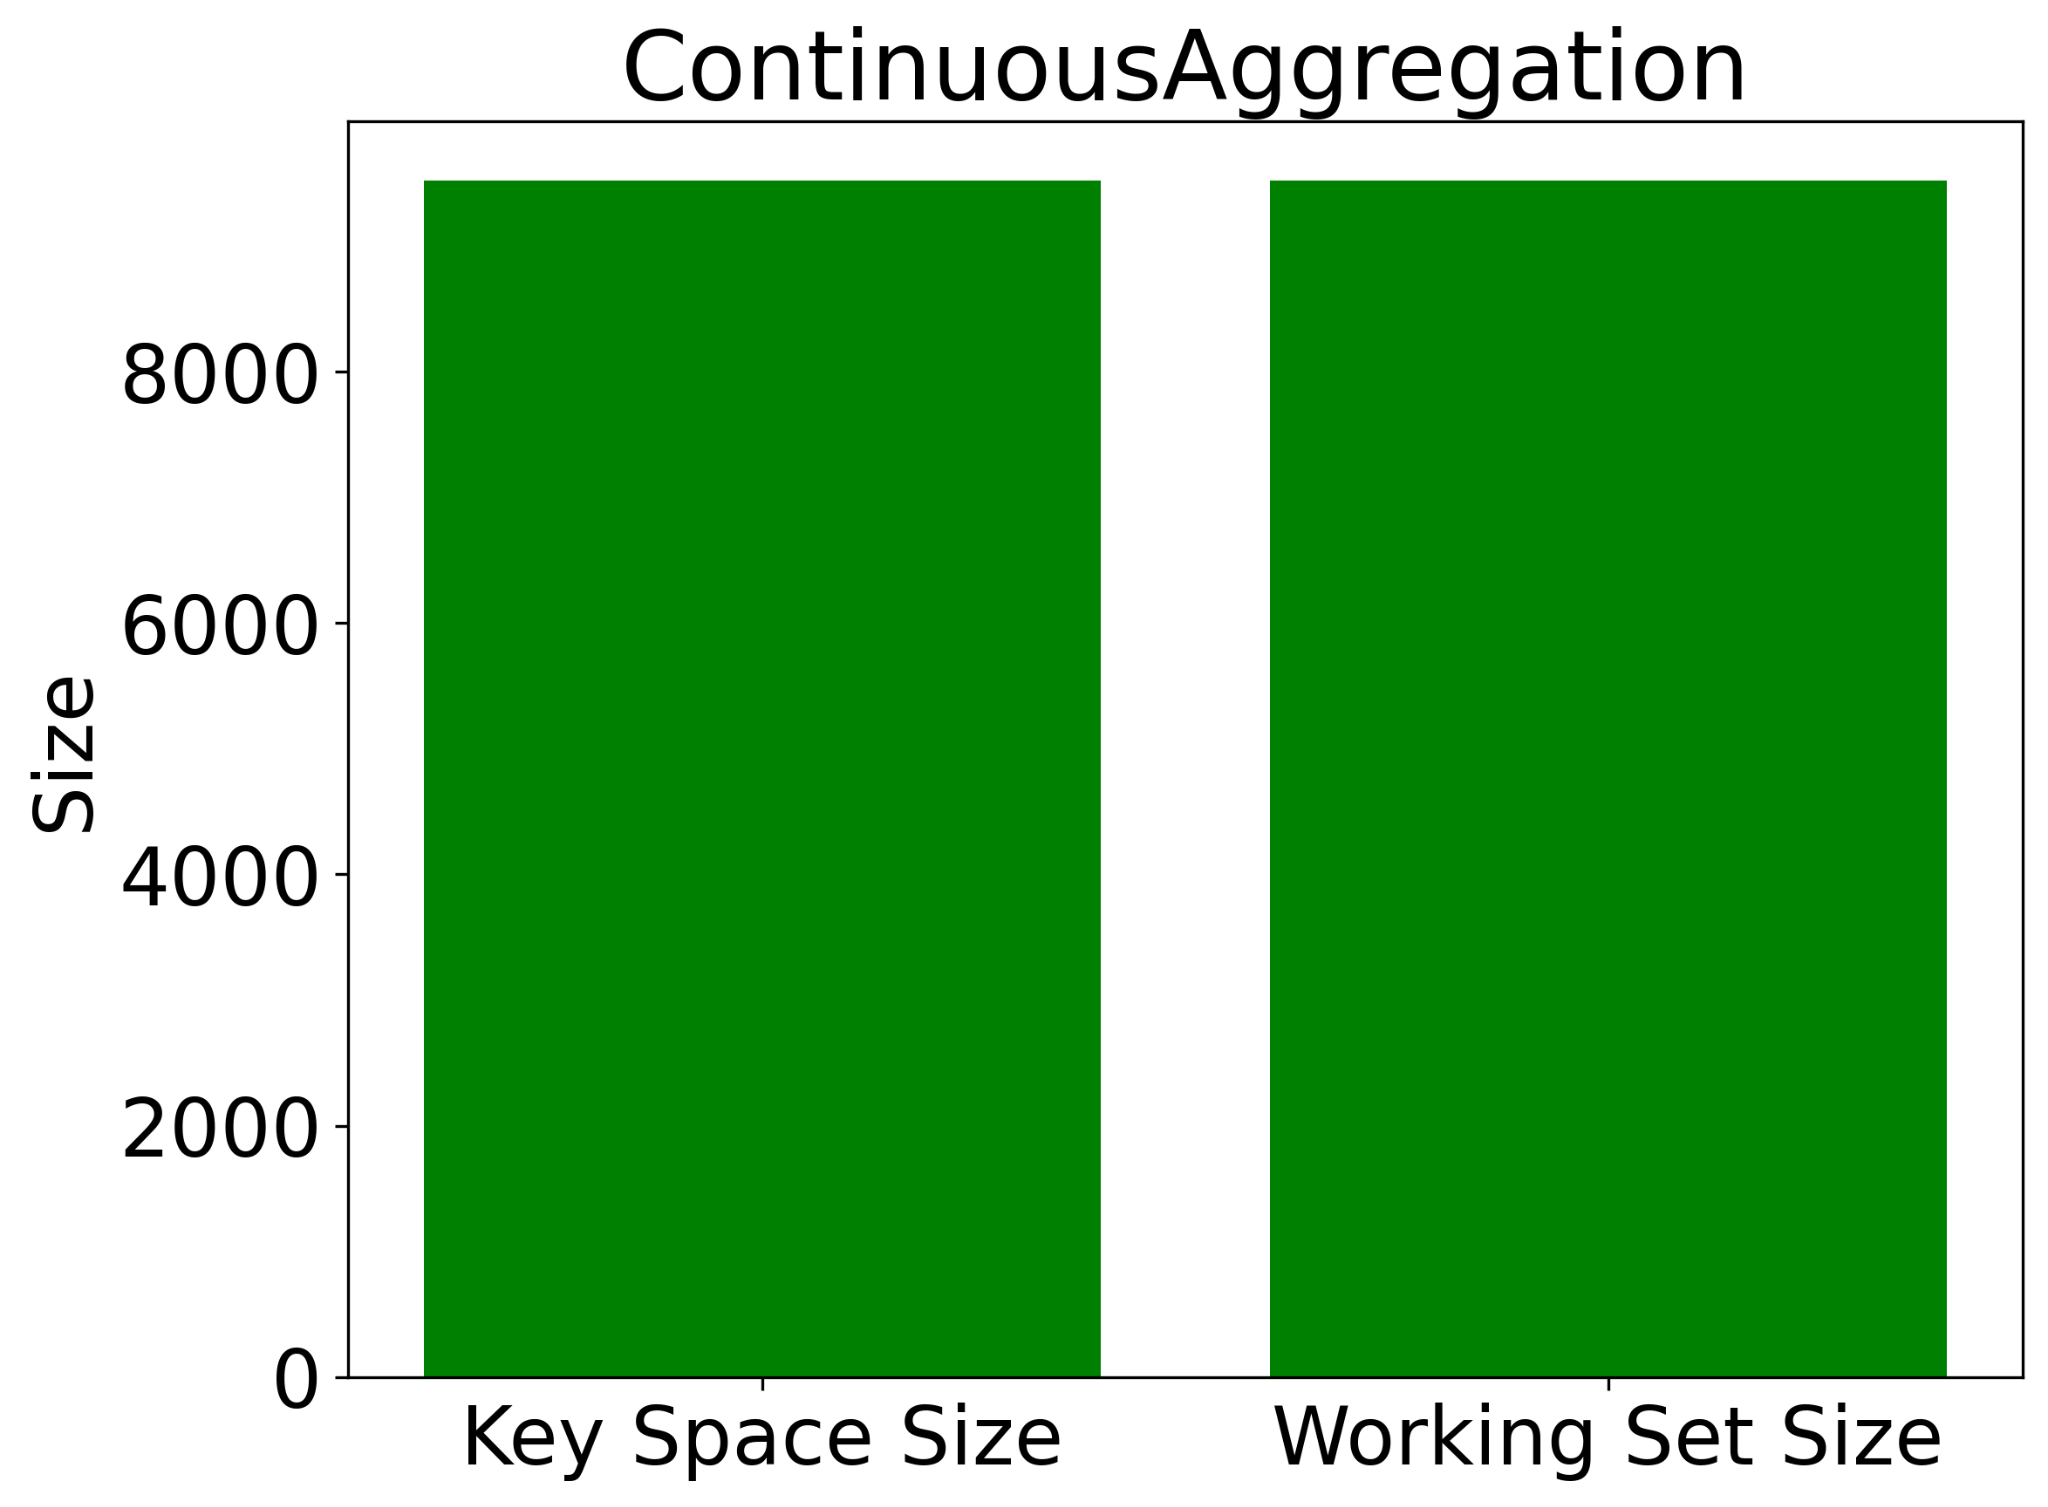 ContinuousAggregation
8000
6000
4000
2000
0
Size
Key Space Size
Working Set Size